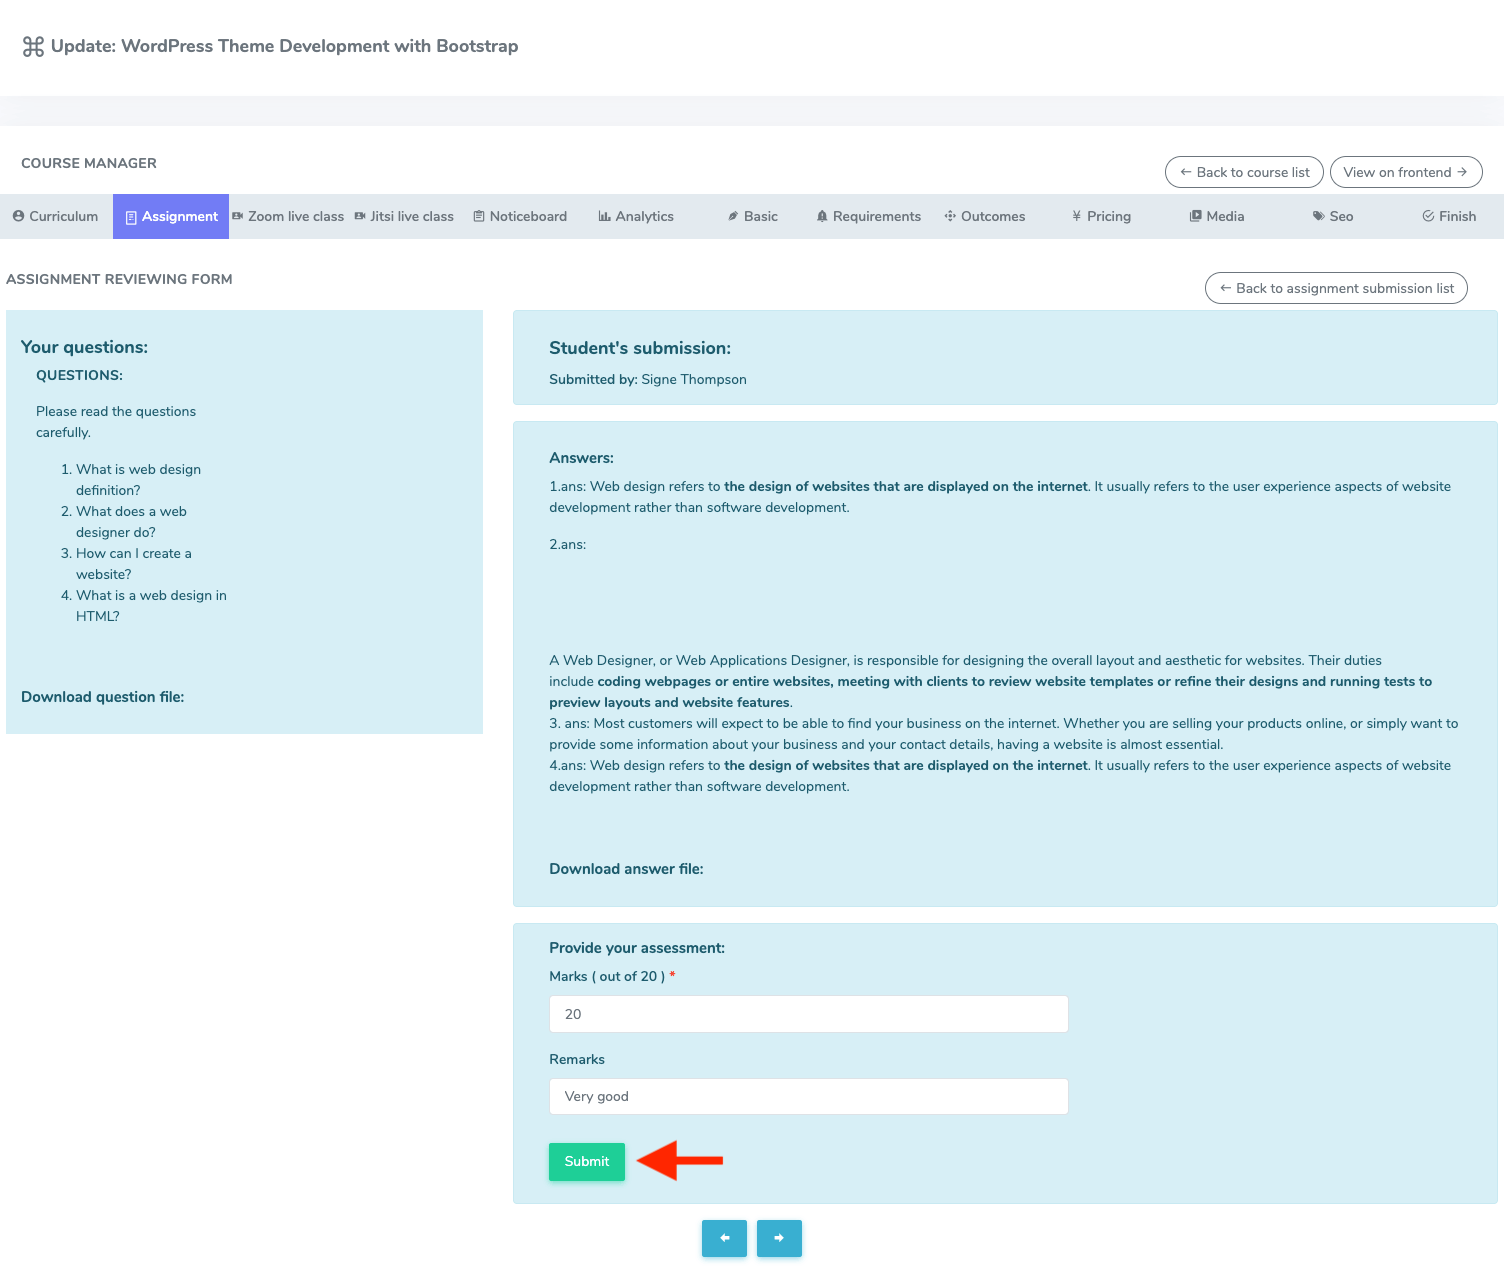 Update: WordPress Theme Development with Bootstrap
COURSE MANAGER
Back to course list
View on frontend
Curriculum
Assignment
Zoom live class
Jitsi live class
Noticeboard
Analytics
Basic
Requirements
Outcomes
Pricing
Media
Seo
Finish
ASSIGNMENT REVIEWING FORM
Back to assignment submission list
Your questions:
QUESTIONS:
Please read the questions
carefully.
1. What is web design
definition?
2. What does a web
designer do?
3. How can I create a
website?
4. What is a web design in
HTML?
Download question file:
Student's submission:
Submitted by: Signe Thompson
Answers:
1.ans: Web design refers to the design of websites that are displayed on the internet. It usually refers to the user experience aspects of website
development rather than software development.
2.ans:
A Web Designer, or Web Applications Designer, is responsible for designing the overall layout and aesthetic for websites. Their duties
include coding webpages or entire websites, meeting with clients to review website templates or refine their designs and running tests to
preview layouts and website features.
3. ans: Most customers will expect to be able to find your business on the internet. Whether you are selling your products online, or simply want to
provide some information about your business and your contact details, having a website is almost essential.
4.ans: Web design refers to the design of websites that are displayed on the internet. It usually refers to the user experience aspects of website
development rather than software development.
Download answer file:
Provide your assessment:
Marks ( out of 20 ) *
20
Remarks
Very good
Submit